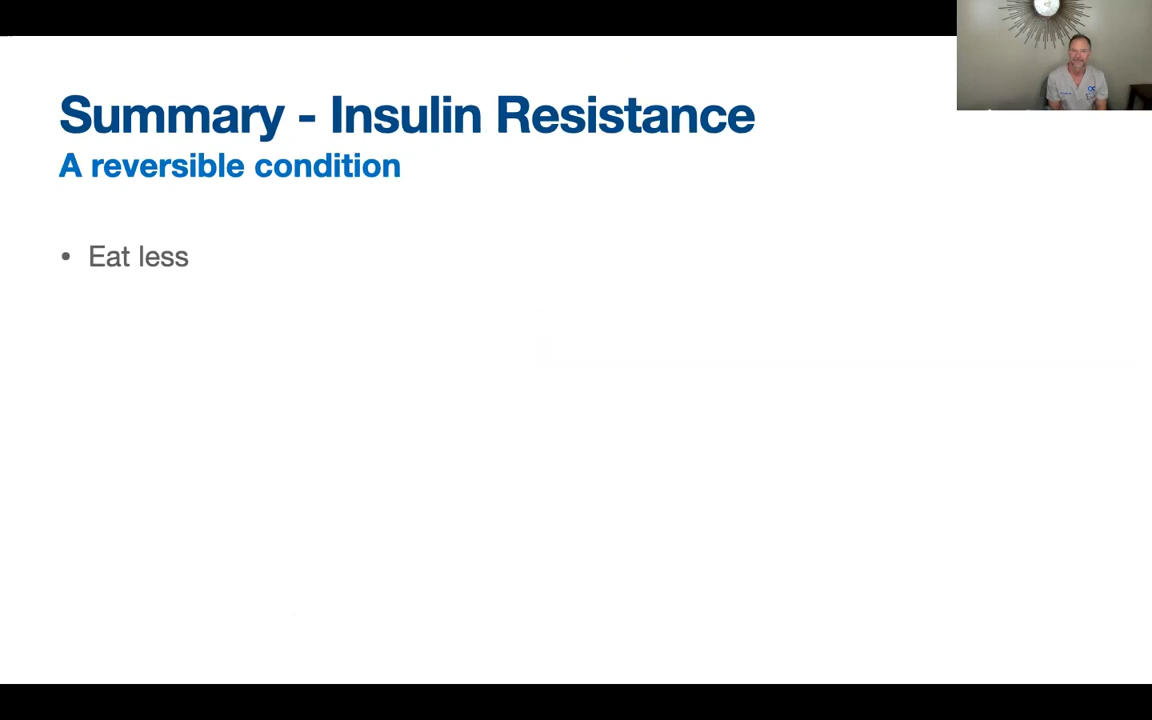 Summary - Insulin Resistance
A reversible condition
• Eat less